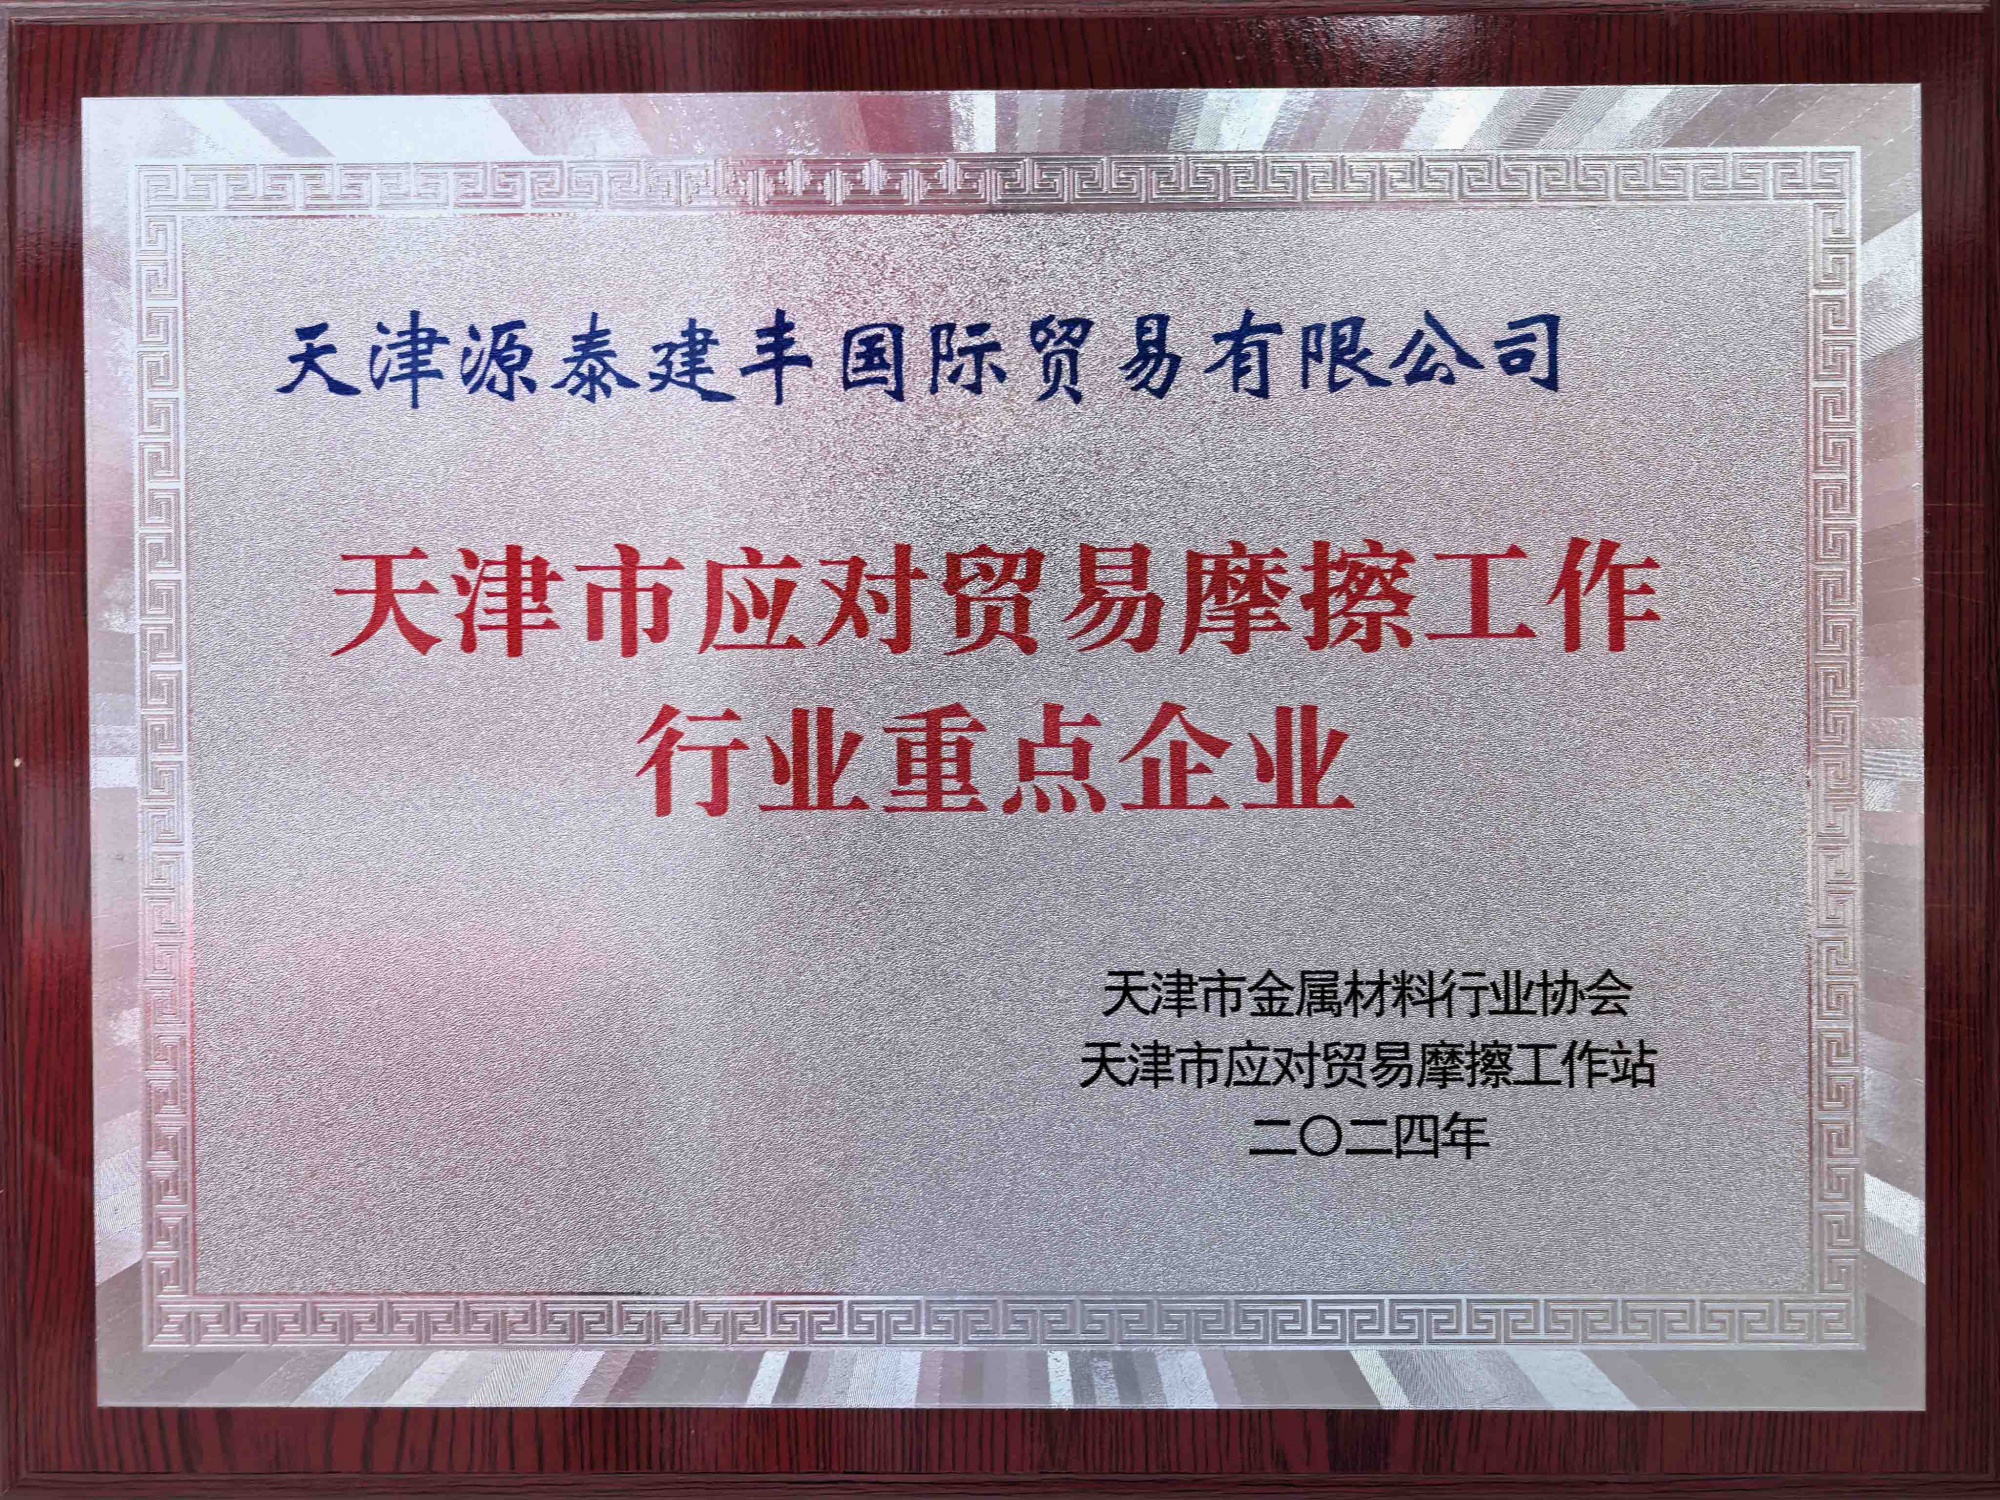 天津源泰建丰国际贸易有限公司
天津市应对贸易摩擦工作
行业重点企业
天津市金属材料行业协会
天津市应对贸易摩擦工作站
二〇二四年